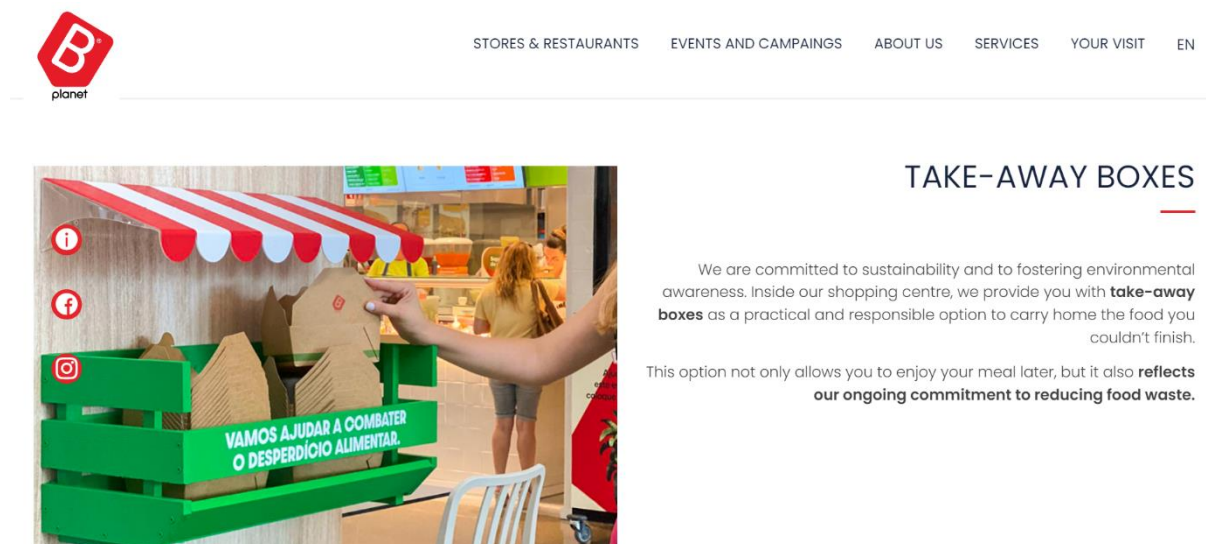 B
planet
STORES & RESTAURANTS
EVENTS AND CAMPAINGS
ABOUT US
SERVICES
YOUR VISIT
EN
TAKE-AWAY BOXES
We are committed to sustainability and to fostering environmental
awareness. Inside our shopping centre, we provide you with take-away
boxes as a practical and responsible option to carry home the food you
couldn't finish.
This option not only allows you to enjoy your meal later, but it also reflects
our ongoing commitment to reducing food waste.
VAMOS AJUDAR A COMBATER
O DESPERDÍCIO ALIMENTAR.